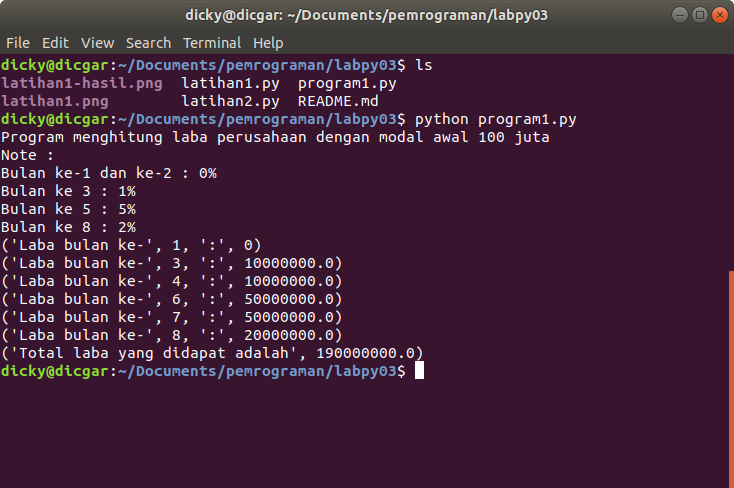 dicky@dicgar: ~/Documents/pemrograman/labpy03
File Edit View Search Terminal Help
dicky@dicgar:~/Documents/pemrograman/labpy03$ ls
latihan1-hasil.png latihan1.py program1.py
latihan1.png latihan2.py README.md
dicky@dicgar:~/Documents/pemrograman/labpy03$ python program1.py
Program menghitung laba perusahaan dengan modal awal 100 juta
Note :
Bulan ke-1 dan ke-2 : 0%
Bulan ke 3 : 1%
Bulan ke 5 : 5%
Bulan ke 8 : 2%
('Laba bulan ke-', 1, ':', 0)
('Laba bulan ke-', 3, ':', 10000000.0)
('Laba bulan ke-', 4, ':', 10000000.0)
('Laba bulan ke-', 6, ':', 50000000.0)
('Laba bulan ke-', 7, ':', 50000000.0)
('Laba bulan ke-', 8, ':', 20000000.0)
('Total laba yang didapat adalah', 190000000.0)
dicky@dicgar:~/Documents/pemrograman/labpy03$